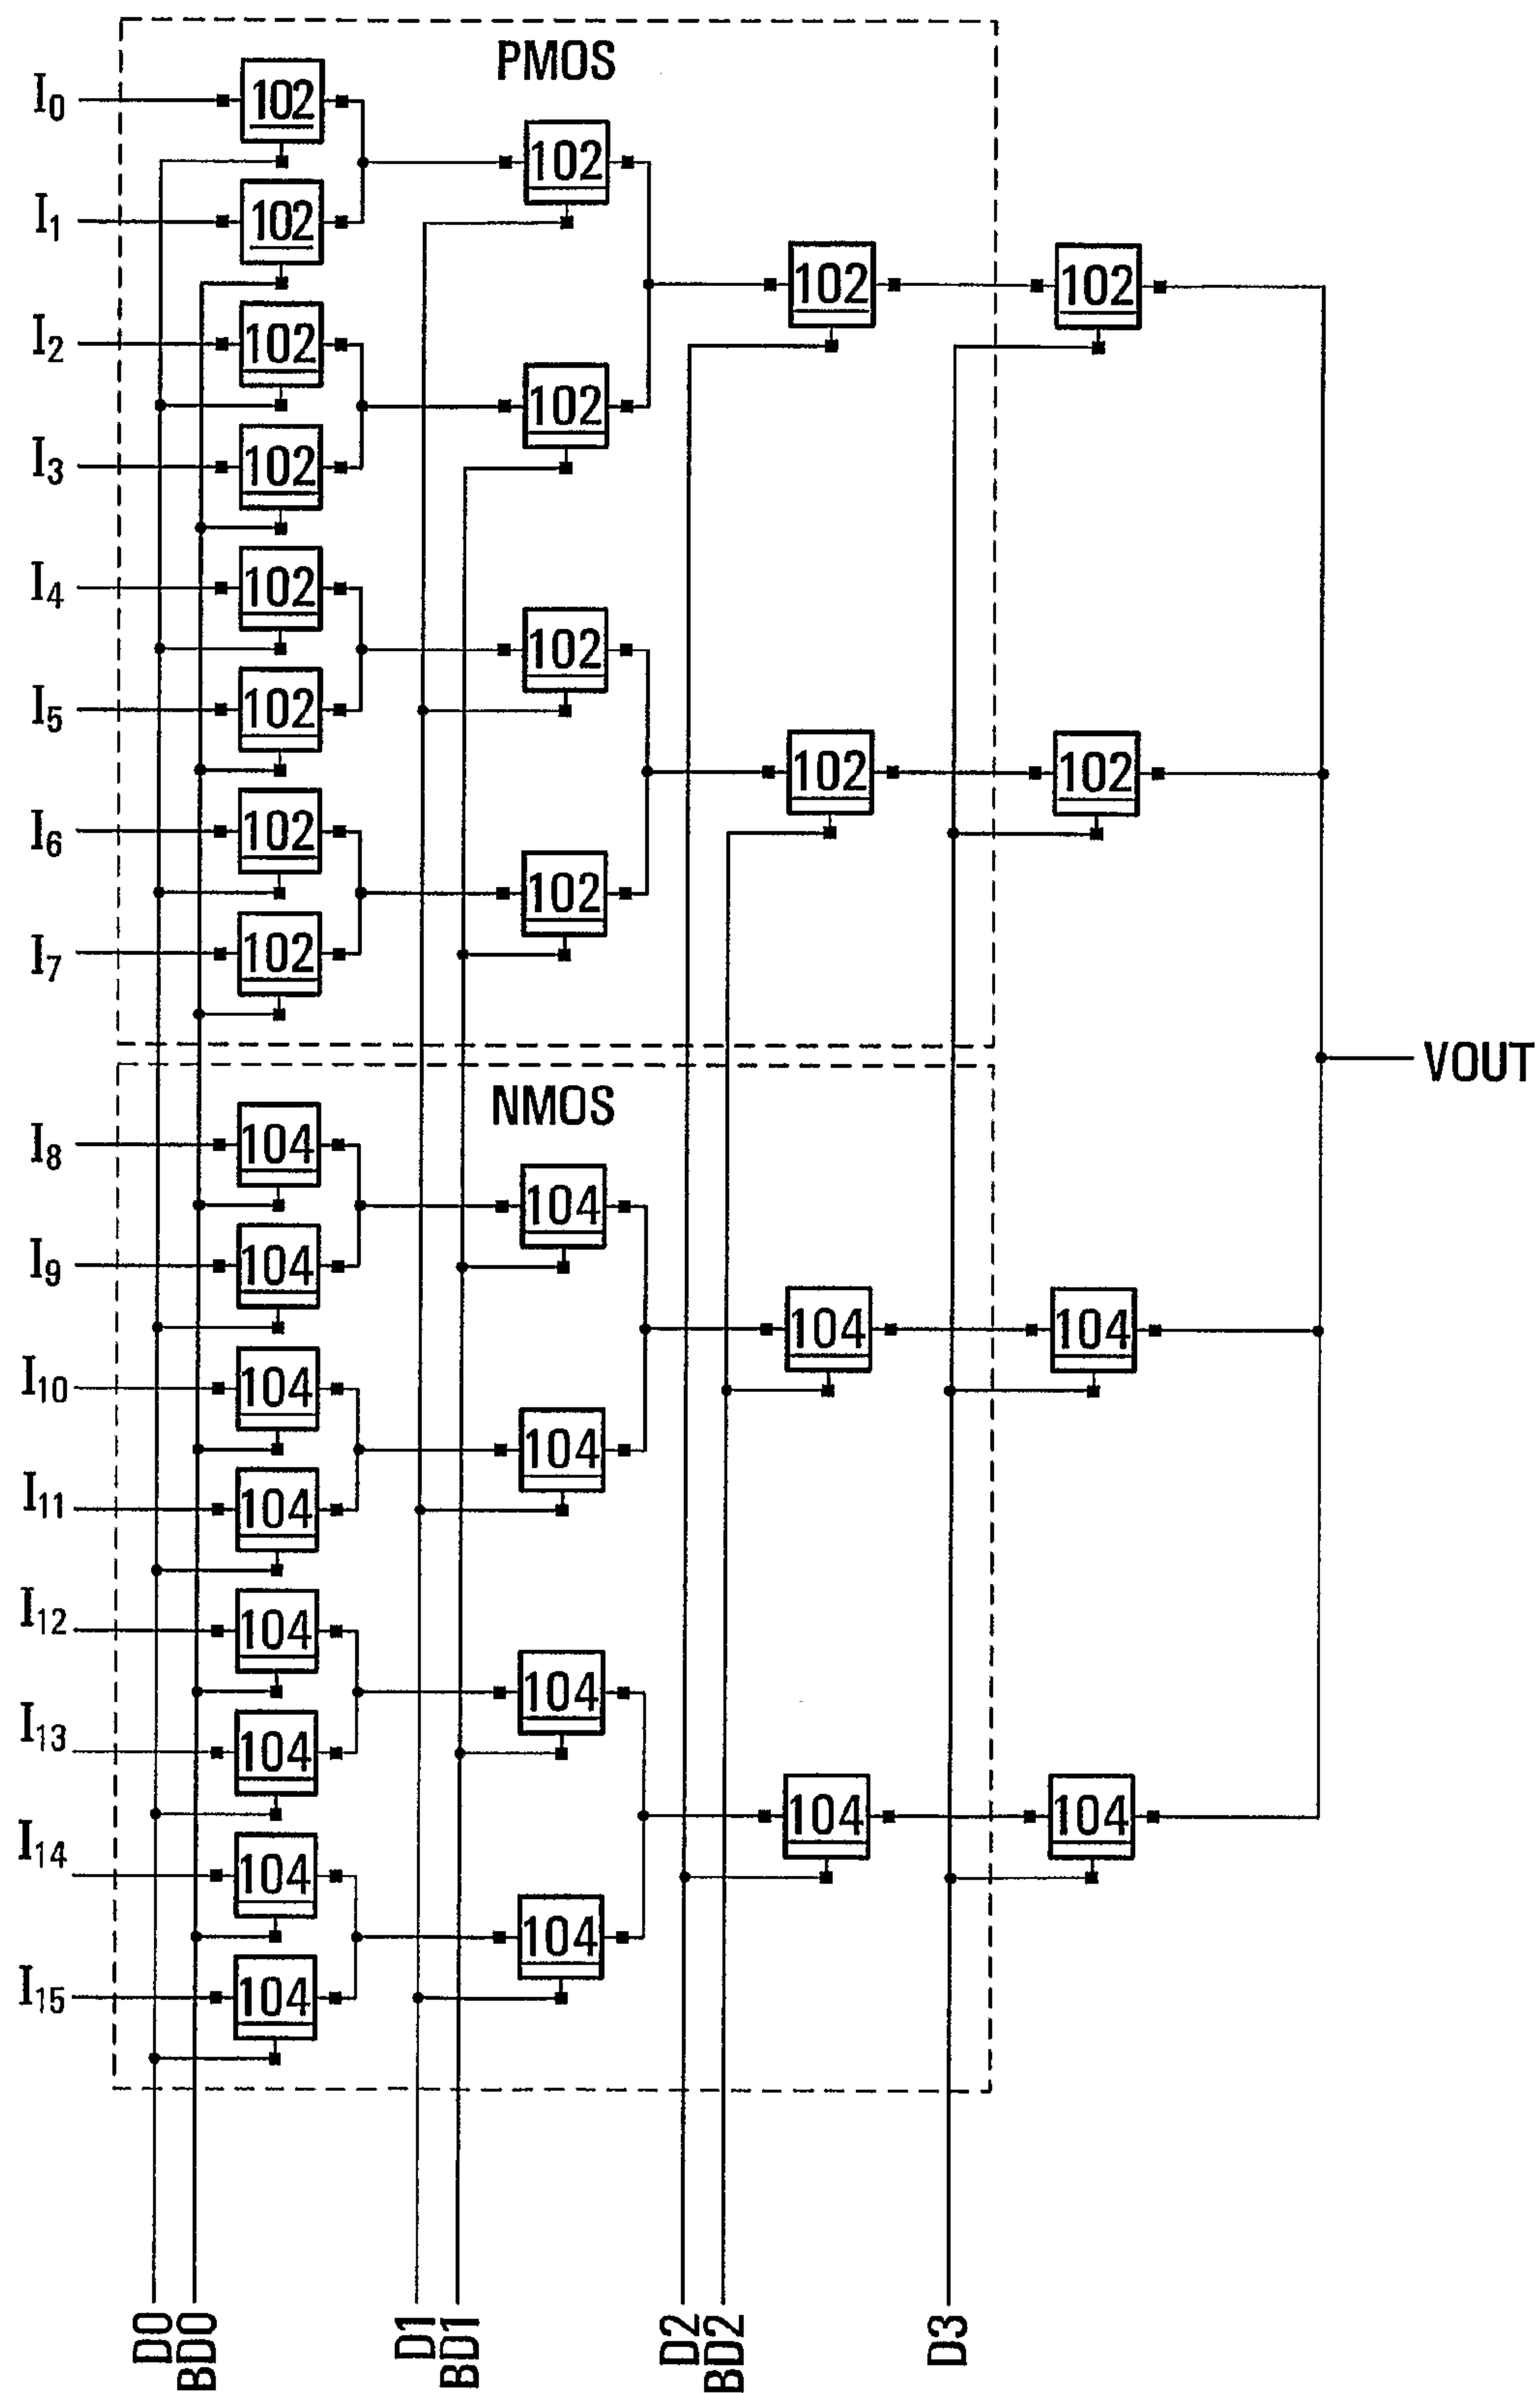 PMOS
I0 102
102
I1 102
102 102
I2 102
102
I3 102
I4 102
102
I5 102
102 102
I6 102
102
I7 102
VOUT
NMOS
I8 104
104
I9 104
104 104
I10 104
104
I11 104
I12 104
104
I13 104
104 104
I14 104
104
I15 104
D0
BD0
D1
BD1
D2
BD2
D3